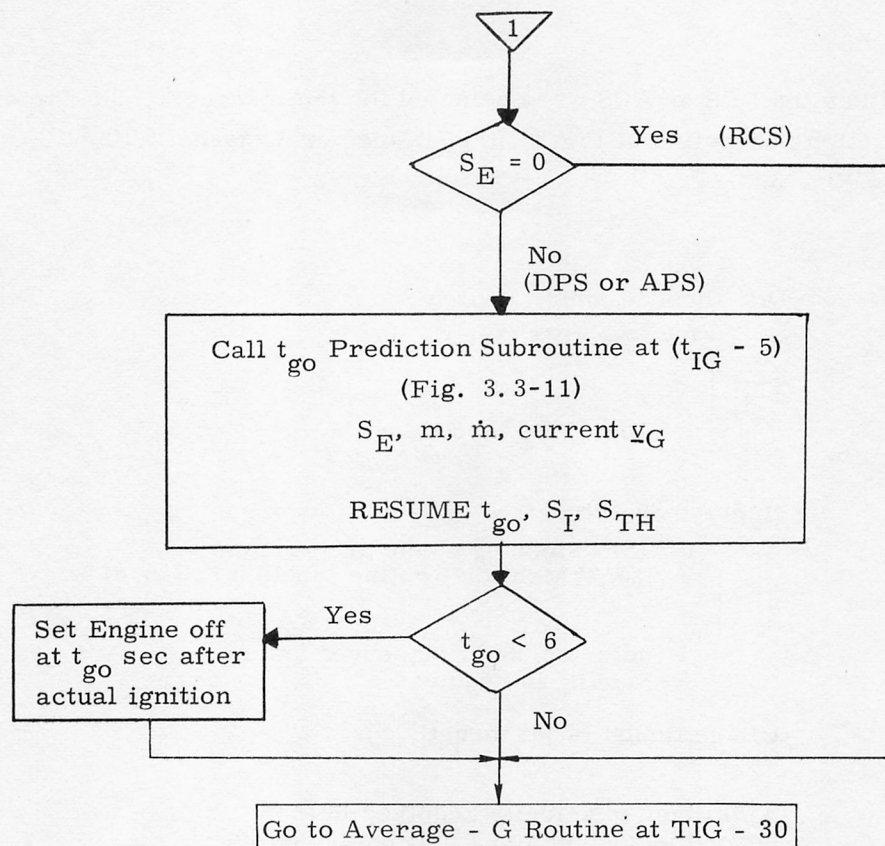 1
S_E = 0
Yes (RCS)
No
(DPS or APS)
Call t_go Prediction Subroutine at (t_IG - 5)
(Fig. 3.3-11)
S_E, m, ṁ, current v̲_G
RESUME t_go, S_I, S_TH
t_go < 6
Yes
Set Engine off
at t_go sec after
actual ignition
No
Go to Average - G Routine at TIG - 30